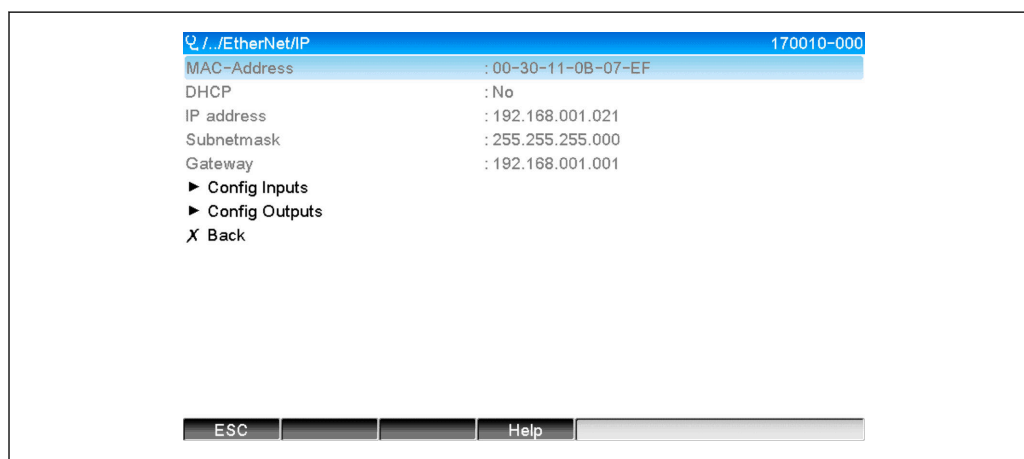 /../EtherNet/IP 170010-000
MAC-Address : 00-30-11-0B-07-EF
DHCP : No
IP address : 192.168.001.021
Subnetmask : 255.255.255.000
Gateway : 192.168.001.001
► Config Inputs
► Config Outputs
X Back
ESC Help